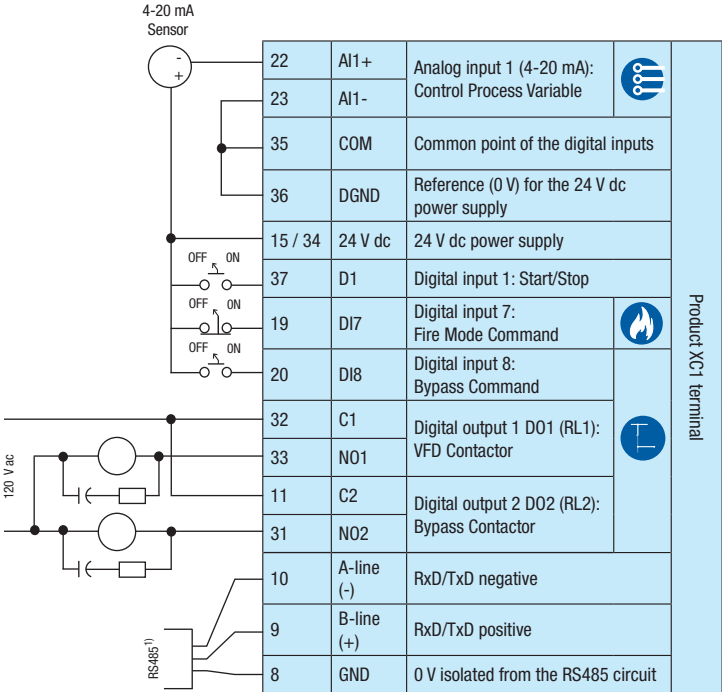 4-20 mA
Sensor
-
+
22 AI1+ Analog input 1 (4-20 mA):
Control Process Variable
23 AI1-
35 COM Common point of the digital inputs
36 DGND Reference (0 V) for the 24 V dc
power supply
15 / 34 24 V dc 24 V dc power supply
OFF ON
37 D1 Digital input 1: Start/Stop
OFF ON
19 DI7 Digital input 7:
Fire Mode Command
OFF ON
20 DI8 Digital input 8:
Bypass Command
32 C1 Digital output 1 DO1 (RL1):
VFD Contactor
33 NO1
11 C2 Digital output 2 DO2 (RL2):
Bypass Contactor
31 NO2
120 V ac
10 A-line
(-)
RxD/TxD negative
9 B-line
(+)
RxD/TxD positive
8 GND 0 V isolated from the RS485 circuit
RS4851)
Product XC1 terminal